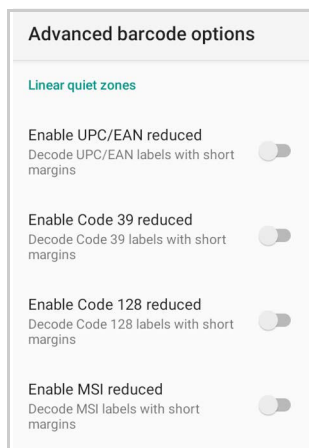 Advanced barcode options
Linear quiet zones
Enable UPC/EAN reduced
Decode UPC/EAN labels with short
margins
Enable Code 39 reduced
Decode Code 39 labels with short
margins
Enable Code 128 reduced
Decode Code 128 labels with short
margins
Enable MSI reduced
Decode MSI labels with short
margins